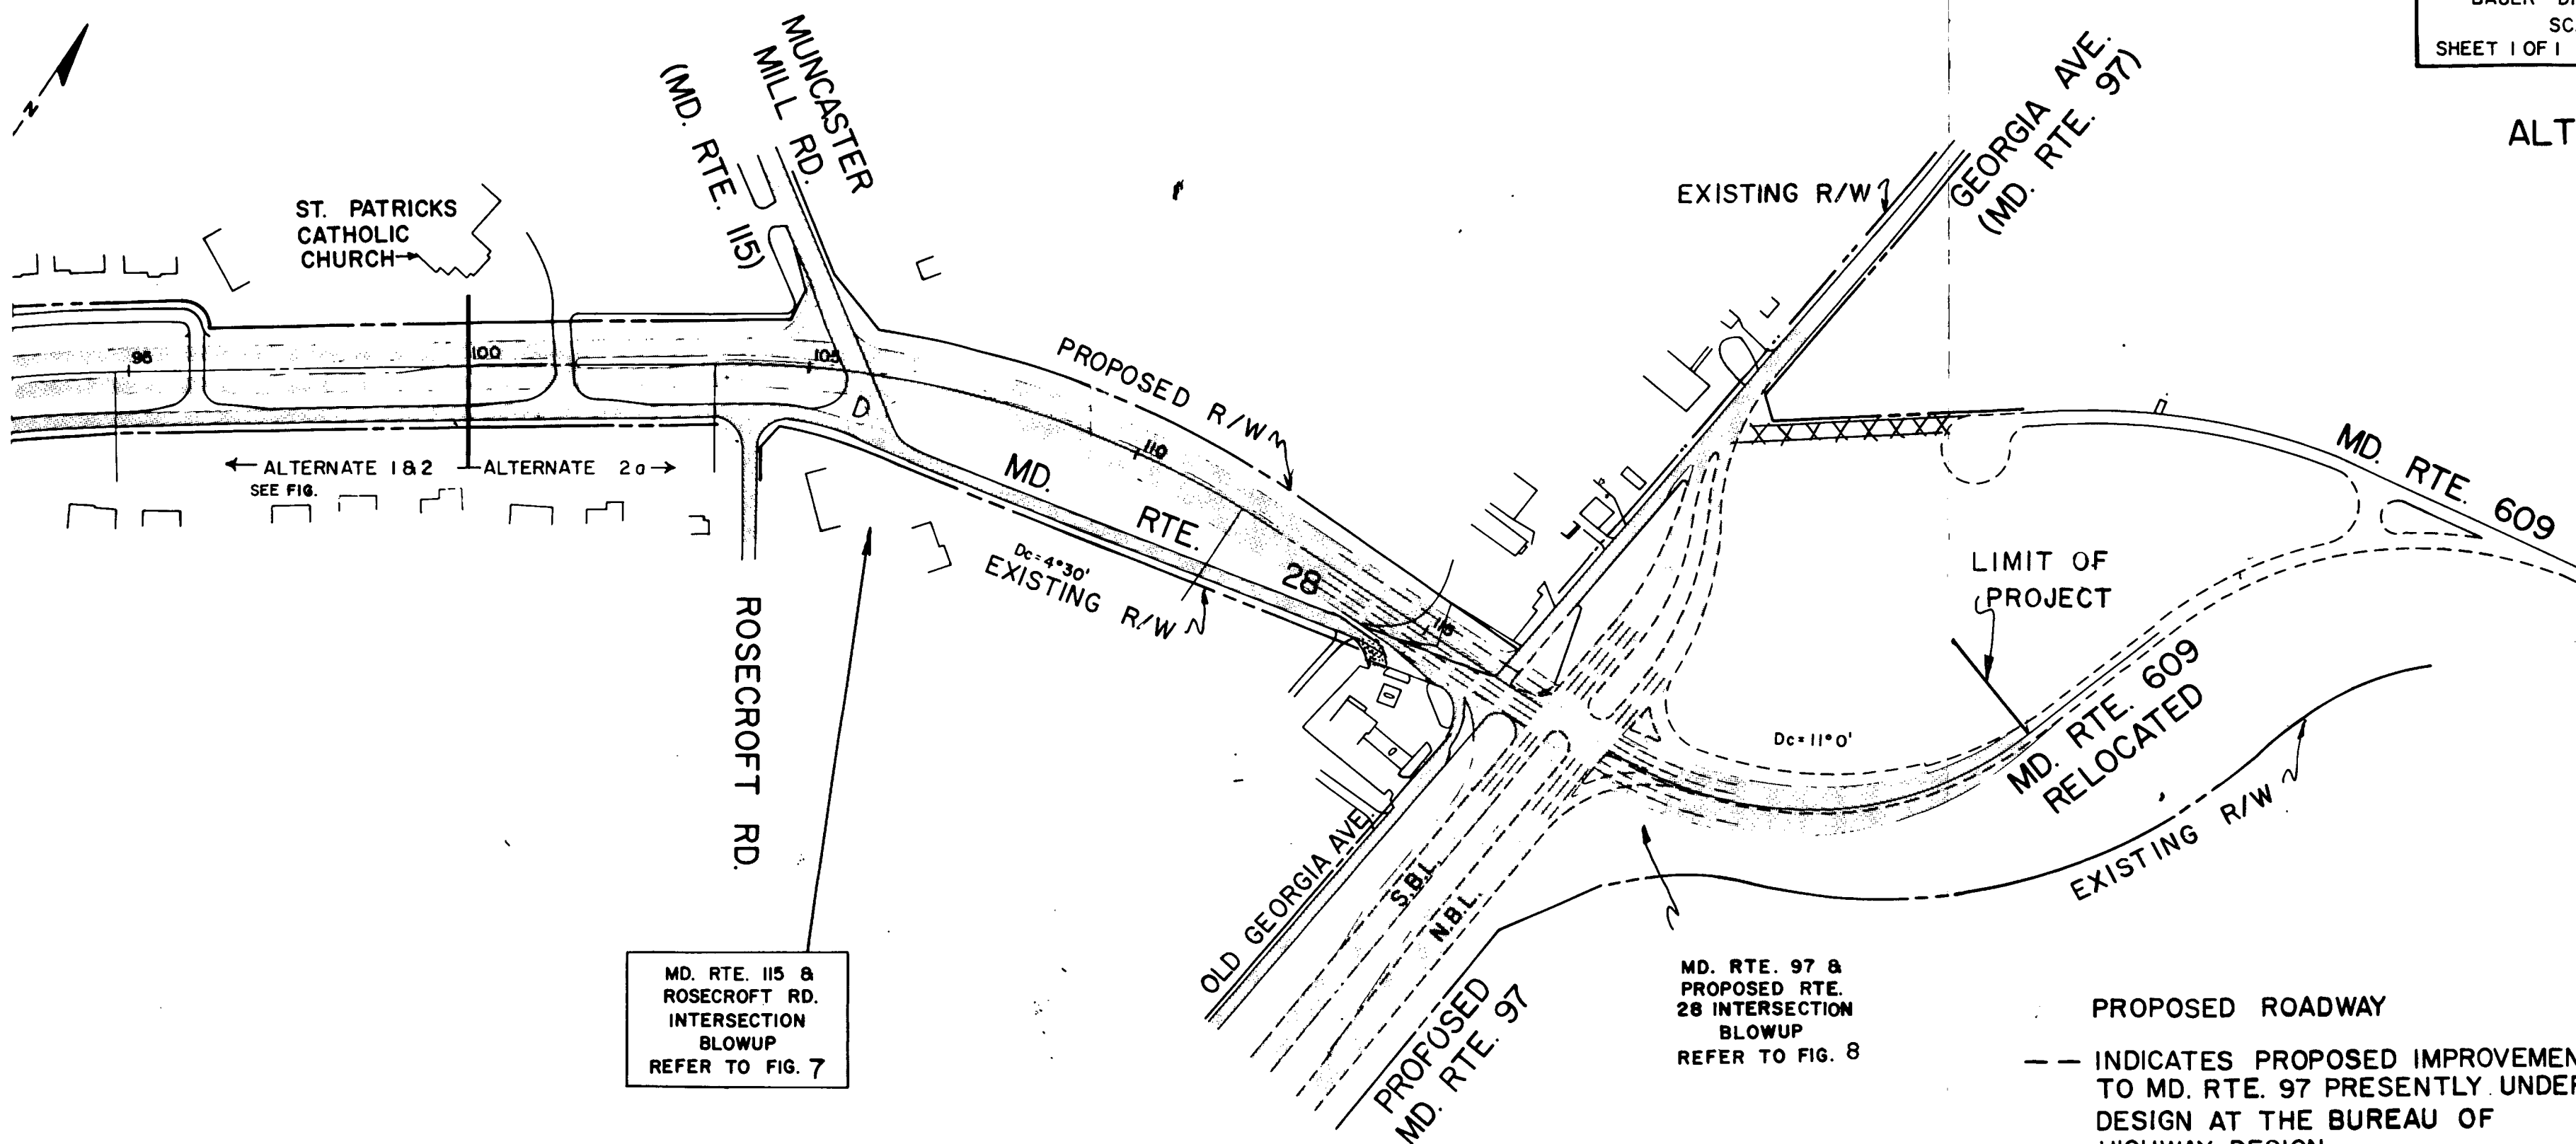 SHEET 1 OF 1
ALT
N
ST. PATRICKS
CATHOLIC
CHURCH
MUNCASTER
MILL RD.
(MD. RTE. 115)
EXISTING R/W
GEORGIA AVE.
(MD. RTE. 97)
95
100
105
110
115
PROPOSED R/W
MD. RTE. 28
Dc = 4°30'
EXISTING R/W
ALTERNATE 1 & 2
SEE FIG.
ALTERNATE 2a
ROSECROFT RD.
MD. RTE. 609
LIMIT OF
PROJECT
Dc = 11°0'
MD. RTE. 609
RELOCATED
EXISTING R/W
OLD GEORGIA AVE.
S.B.L.
N.B.L.
PROPOSED
MD. RTE. 97
MD. RTE. 115 &
ROSECROFT RD.
INTERSECTION
BLOWUP
REFER TO FIG. 7
MD. RTE. 97 &
PROPOSED RTE.
28 INTERSECTION
BLOWUP
REFER TO FIG. 8
PROPOSED ROADWAY
-- INDICATES PROPOSED IMPROVEMEN
TO MD. RTE. 97 PRESENTLY UNDER
DESIGN AT THE BUREAU OF